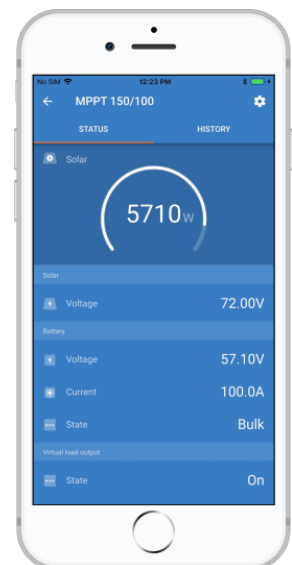 No SIM 12:23 PM
MPPT 150/100
STATUS HISTORY
Solar
5710W
Solar
Voltage 72.00V
Battery
Voltage 57.10V
Current 100.0A
State Bulk
Virtual load output
State On